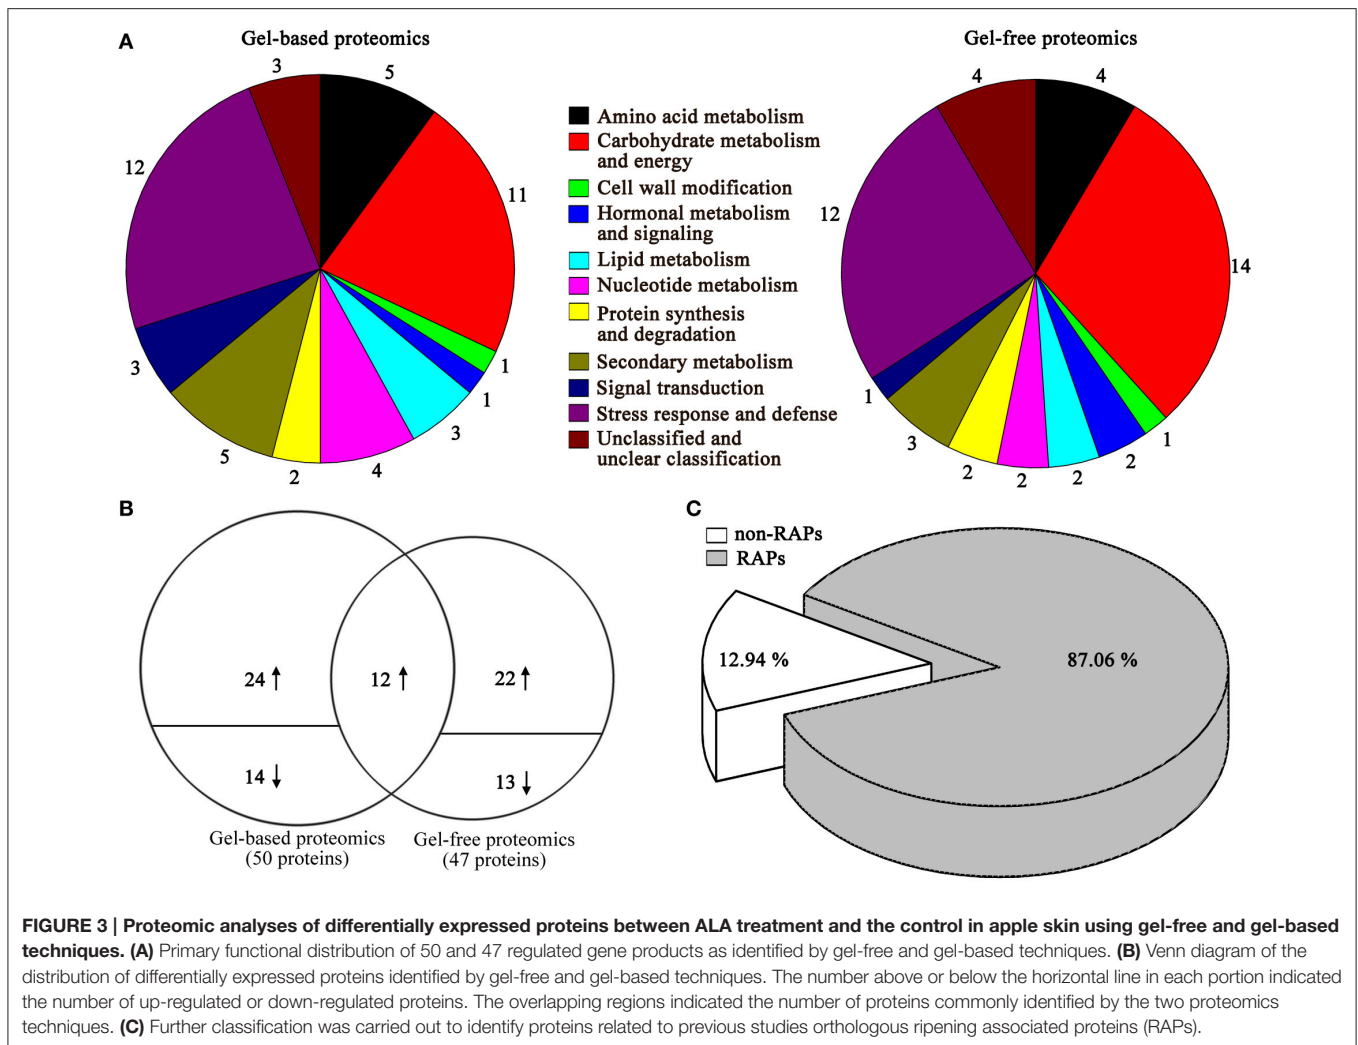 A
Gel-based proteomics
3
5
12
11
3
1
1
5
3
2
4
Amino acid metabolism
Carbohydrate metabolism
and energy
Cell wall modification
Hormonal metabolism
and signaling
Lipid metabolism
Nucleotide metabolism
Protein synthesis
and degradation
Secondary metabolism
Signal transduction
Stress response and defense
Unclassified and
unclear classification
Gel-free proteomics
4
4
12
14
1
1
3
2
2
2
2
B
24 ↑
12 ↑
22 ↑
14 ↓
13 ↓
Gel-based proteomics
(50 proteins)
Gel-free proteomics
(47 proteins)
C
non-RAPs
RAPs
12.94 %
87.06 %
FIGURE 3 | Proteomic analyses of differentially expressed proteins between ALA treatment and the control in apple skin using gel-free and gel-based
techniques. (A) Primary functional distribution of 50 and 47 regulated gene products as identified by gel-free and gel-based techniques. (B) Venn diagram of the
distribution of differentially expressed proteins identified by gel-free and gel-based techniques. The number above or below the horizontal line in each portion indicated
the number of up-regulated or down-regulated proteins. The overlapping regions indicated the number of proteins commonly identified by the two proteomics
techniques. (C) Further classification was carried out to identify proteins related to previous studies orthologous ripening associated proteins (RAPs).